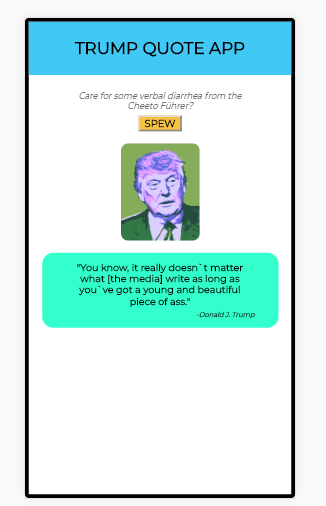 TRUMP QUOTE APP
Care for some verbal diarrhea from the
Cheeto Führer?
SPEW
"You know, it really doesn`t matter
what [the media] write as long as
you`ve got a young and beautiful
piece of ass."
-Donald J. Trump